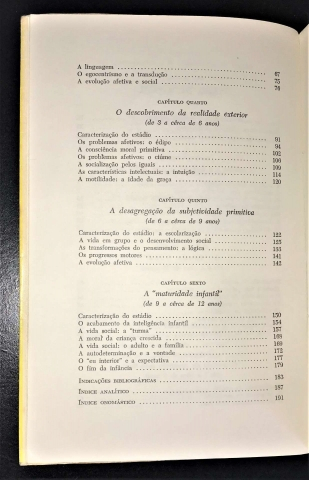 A linguagem 67
O egocentrismo e a transdução 75
A evolução afetiva e social 78
CAPÍTULO QUARTO
O descobrimento da realidade exterior
(de 3 a cêrca de 6 anos)
Caracterização do estádio 91
Os problemas afetivos: o édipo 94
A consciência moral primitiva 102
Os problemas afetivos: o ciúme 106
A socialização pelos iguais 109
As características intelectuais: a intuição 114
A motilidade: a idade da graça 120
CAPÍTULO QUINTO
A desagregação da subjetividade primitiva
(de 6 a cêrca de 9 anos)
Caracterização do estádio: a escolarização 122
A vida em grupo e a desenvolvimento social 125
As transformações do pensamento: a lógica 133
Os progressos motores 141
A evolução afetiva 142
CAPÍTULO SEXTO
A "maturidade infantil"
(de 9 a cêrca de 12 anos)
Caracterização do estádio 150
O acabamento da inteligência infantil 154
A vida social: a "turma" 157
A moral da criança crescida 168
A vida social: o adulto e a família 169
A autodeterminação e a vontade 172
O "eu interior" e a expectativa 177
O fim da infância 179
INDICAÇÕES BIBLIOGRÁFICAS 183
ÍNDICE ANALÍTICO 187
ÍNDICE ONOMÁSTICO 191